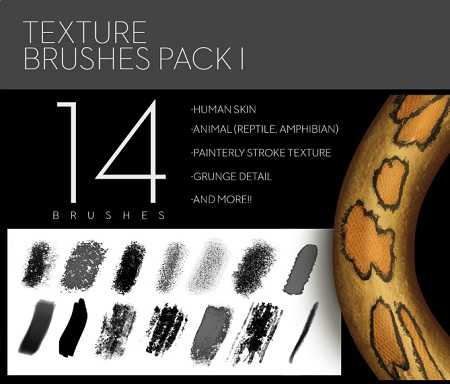 TEXTURE
BRUSHES PACK I
14
BRUSHES
·HUMAN SKIN
·ANIMAL (REPTILE, AMPHIBIAN)
·PAINTERLY STROKE TEXTURE
·GRUNGE DETAIL
·AND MORE!!